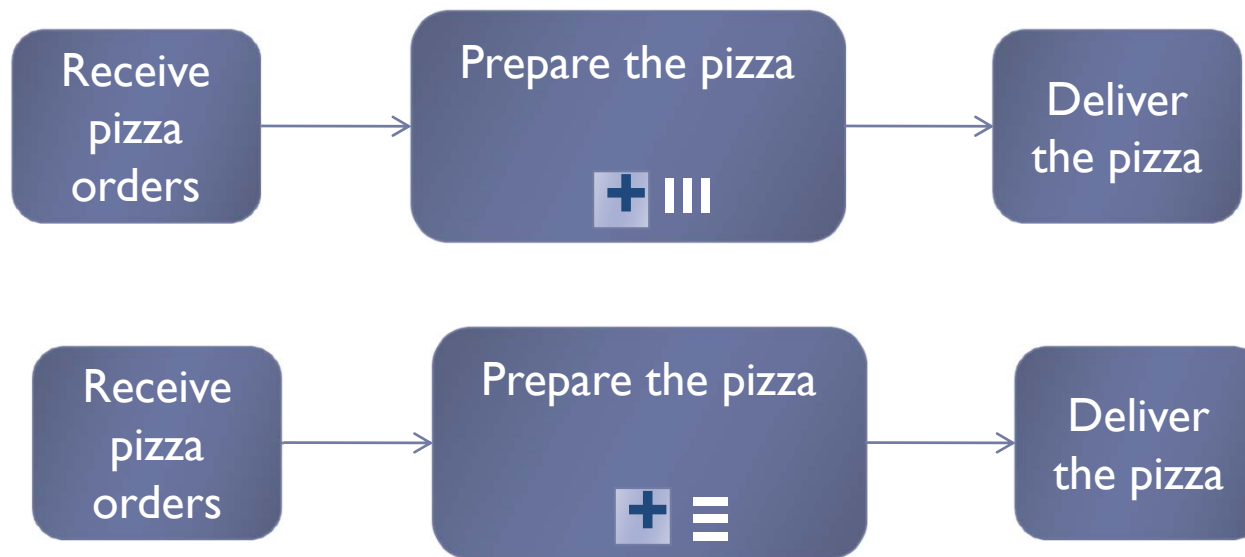 Receive
pizza
orders
Prepare the pizza
Deliver
the pizza
Receive
pizza
orders
Prepare the pizza
Deliver
the pizza